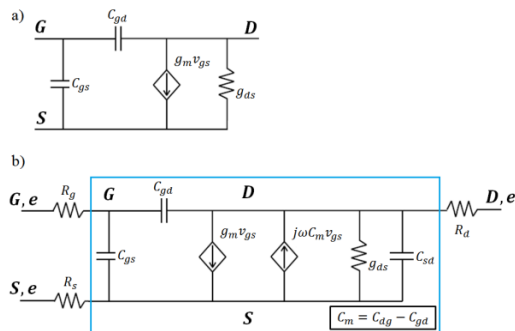 a)
G
C_gd
D
C_gs
g_m v_gs
g_ds
S
b)
G, e
R_g
G
C_gd
D
D, e
R_d
C_gs
g_m v_gs
jωC_m v_gs
g_ds
C_sd
S, e
R_s
S
C_m = C_dg − C_gd